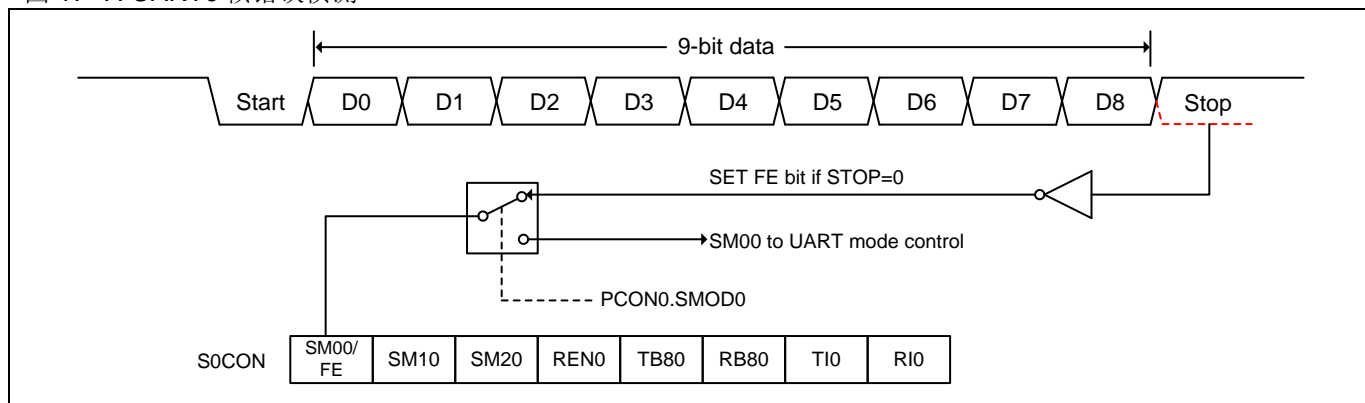 9-bit data
Start D0 D1 D2 D3 D4 D5 D6 D7 D8 Stop
SET FE bit if STOP=0
SM00 to UART mode control
PCON0.SMOD0
S0CON SM00/FE SM10 SM20 REN0 TB80 RB80 TI0 RI0